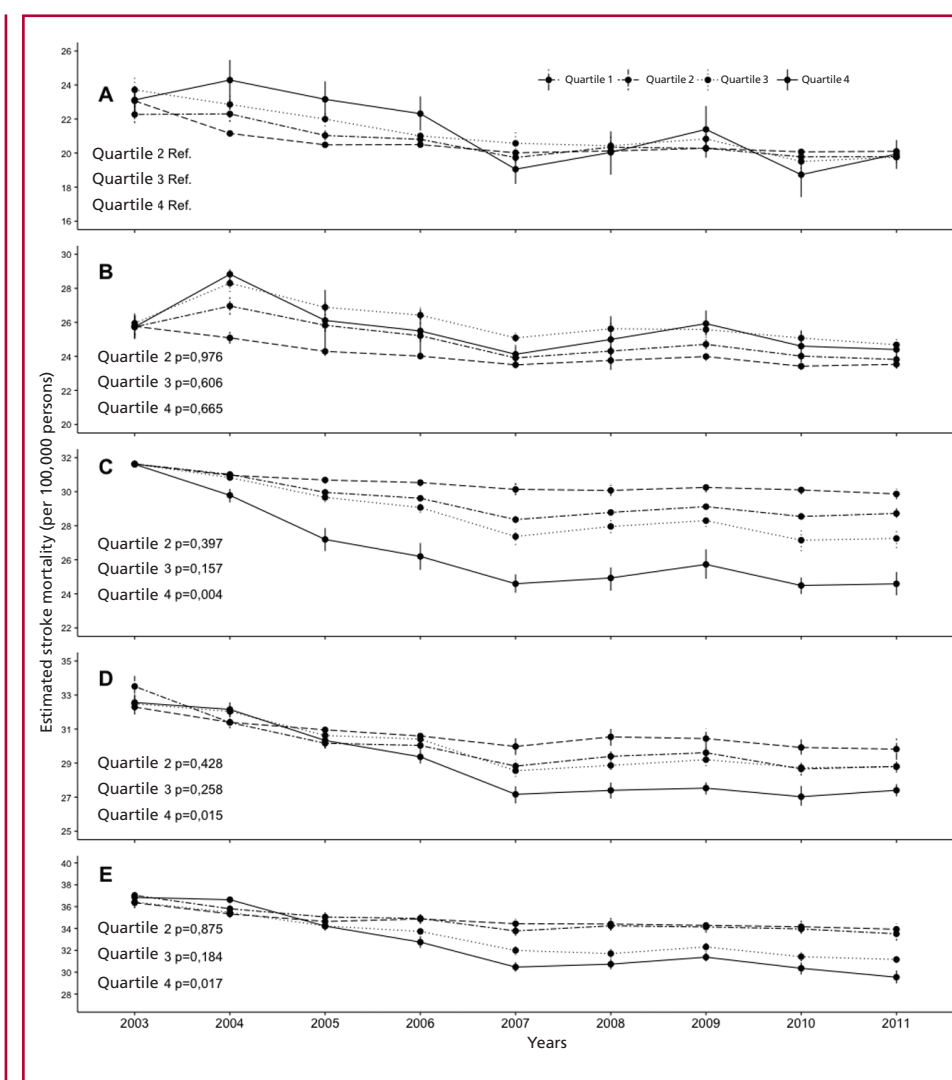 Estimated stroke mortality (per 100,000 persons)
26
24
22
20
18
16
A
Quartile 1 Quartile 2 Quartile 3 Quartile 4
Quartile 2 Ref.
Quartile 3 Ref.
Quartile 4 Ref.
30
28
26
24
22
20
B
Quartile 2 p=0,976
Quartile 3 p=0,606
Quartile 4 p=0,665
32
30
28
26
24
22
C
Quartile 2 p=0,397
Quartile 3 p=0,157
Quartile 4 p=0,004
35
33
31
29
27
25
D
Quartile 2 p=0,428
Quartile 3 p=0,258
Quartile 4 p=0,015
40
38
36
34
32
30
28
E
Quartile 2 p=0,875
Quartile 3 p=0,184
Quartile 4 p=0,017
2003 2004 2005 2006 2007 2008 2009 2010 2011
Years